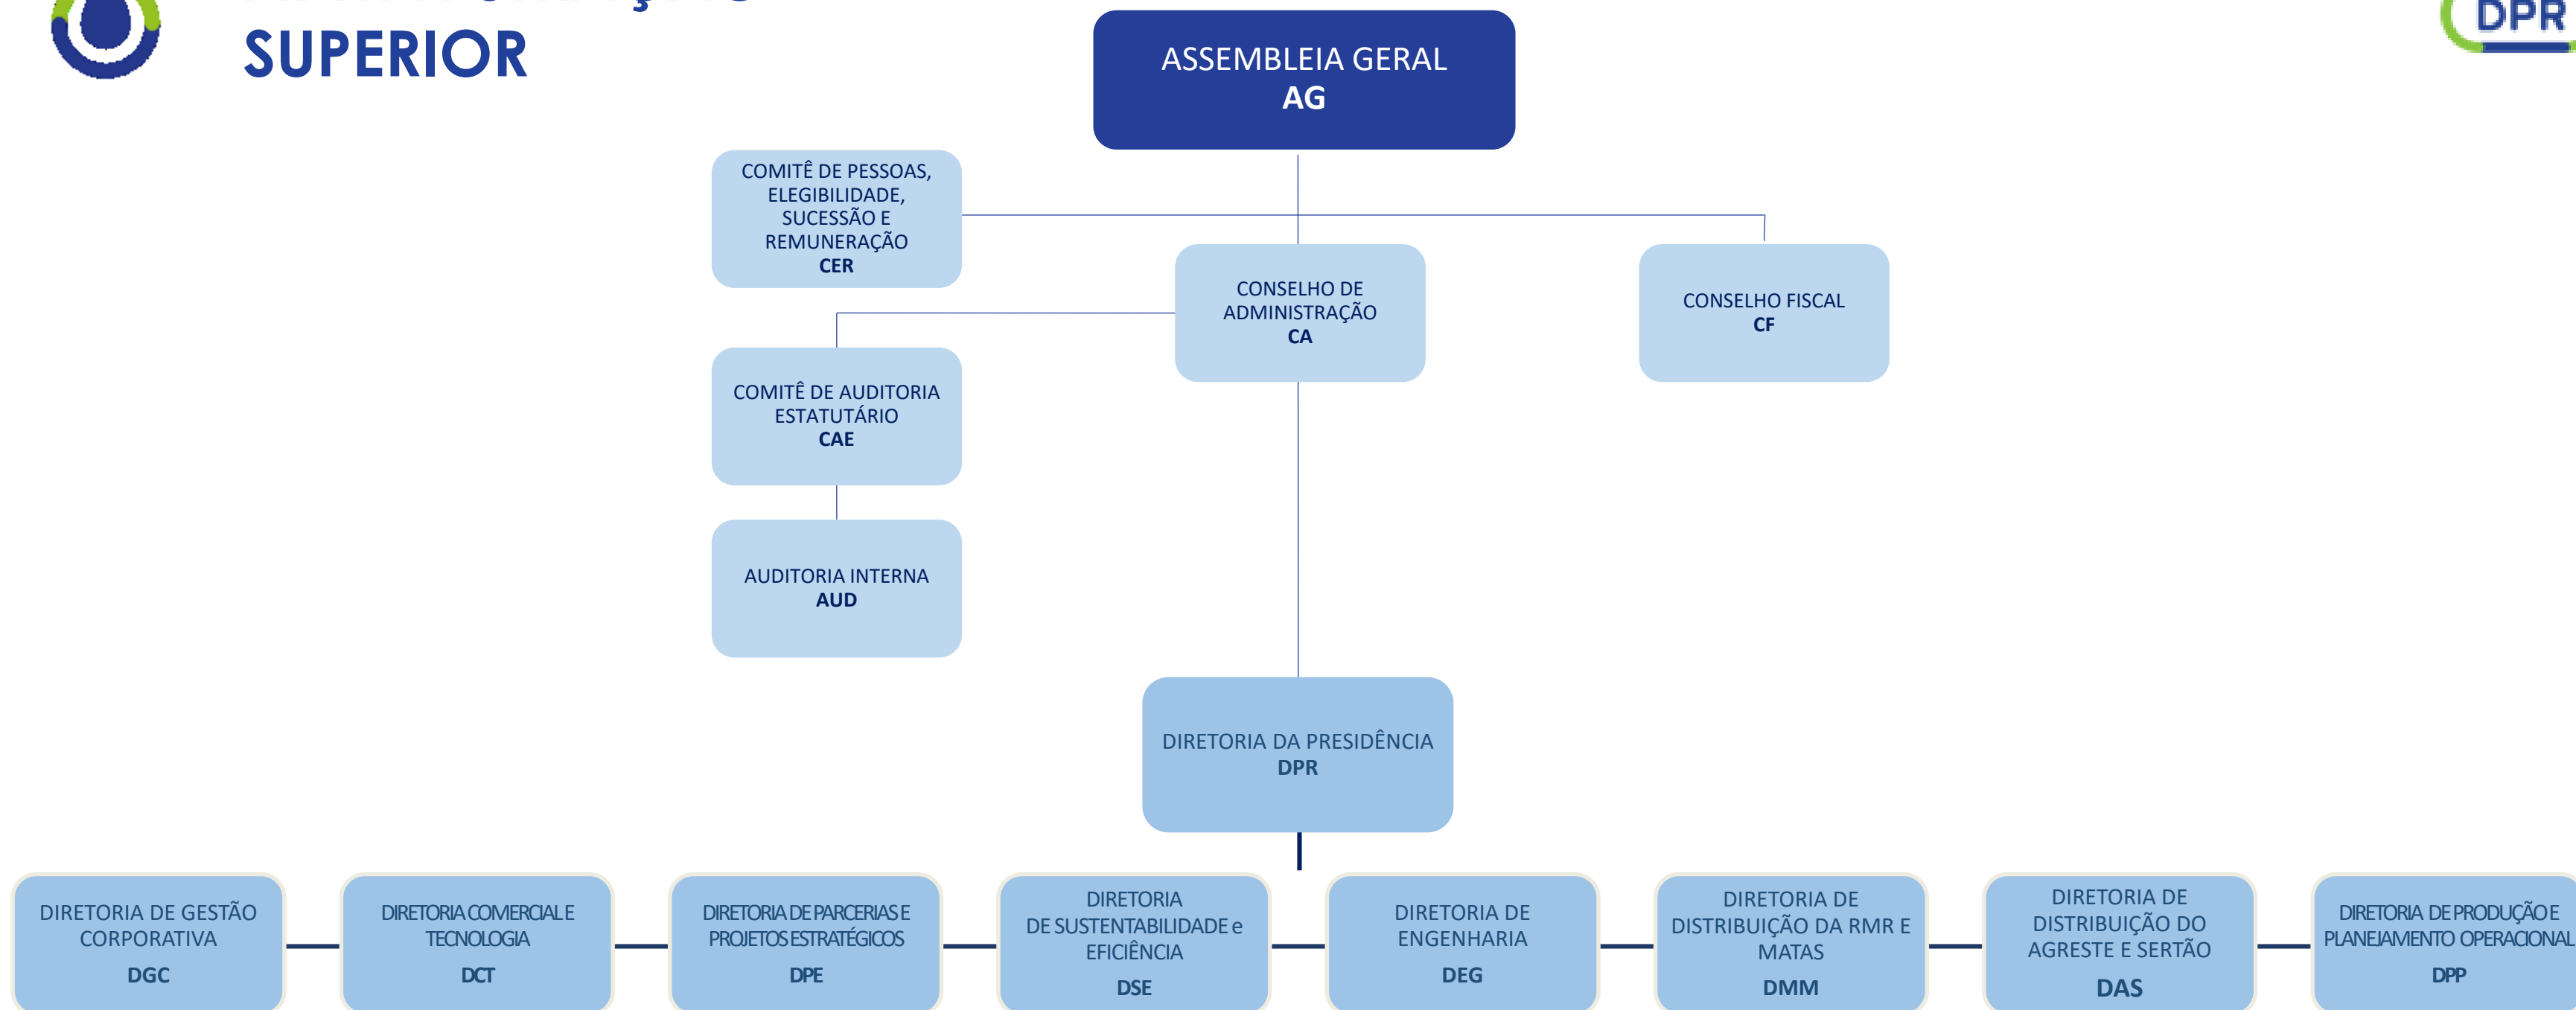 SUPERIOR
DPR
ASSEMBLEIA GERAL
AG
COMITÊ DE PESSOAS,
ELEGIBILIDADE,
SUCESSÃO E
REMUNERAÇÃO
CER
CONSELHO DE
ADMINISTRAÇÃO
CA
CONSELHO FISCAL
CF
COMITÊ DE AUDITORIA
ESTATUTÁRIO
CAE
AUDITORIA INTERNA
AUD
DIRETORIA DA PRESIDÊNCIA
DPR
DIRETORIA DE GESTÃO
CORPORATIVA
DGC
DIRETORIA COMERCIAL E
TECNOLOGIA
DCT
DIRETORIA DE PARCERIAS E
PROJETOS ESTRATÉGICOS
DPE
DIRETORIA
DE SUSTENTABILIDADE e
EFICIÊNCIA
DSE
DIRETORIA DE
ENGENHARIA
DEG
DIRETORIA DE
DISTRIBUIÇÃO DA RMR E
MATAS
DMM
DIRETORIA DE
DISTRIBUIÇÃO DO
AGRESTE E SERTÃO
DAS
DIRETORIA DE PRODUÇÃO E
PLANEJAMENTO OPERACIONAL
DPP